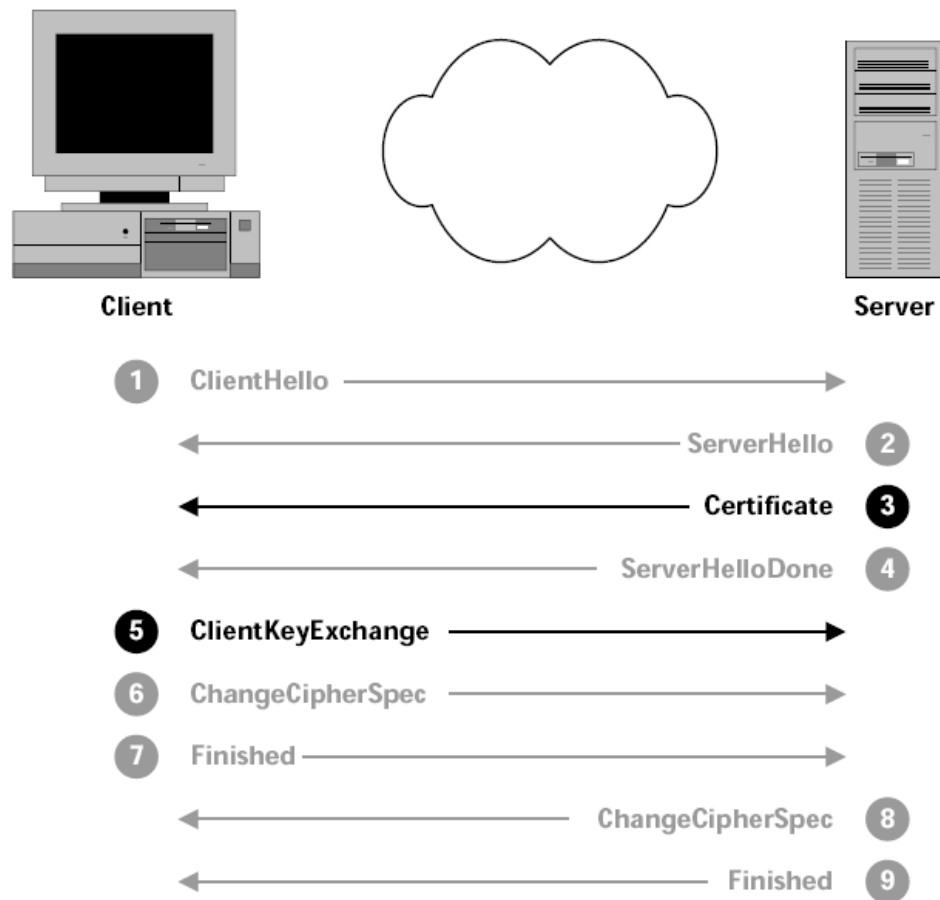 Client
Server
1 ClientHello
ServerHello 2
Certificate 3
ServerHelloDone 4
5 ClientKeyExchange
6 ChangeCipherSpec
7 Finished
ChangeCipherSpec 8
Finished 9